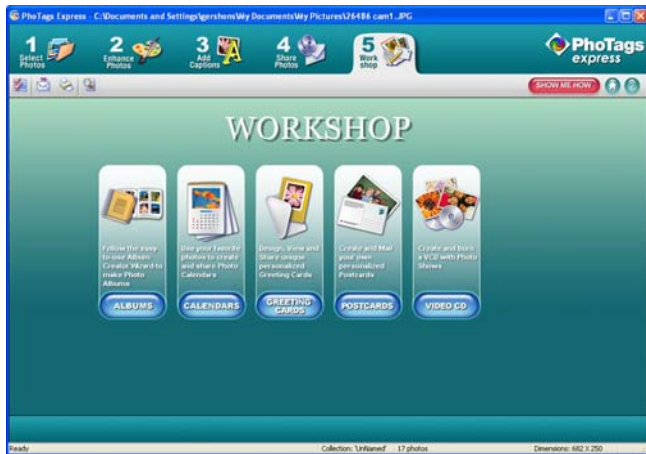 PhoTags Express - C:\Documents and Settings\gershons\My Documents\My Pictures\26486 cam1.JPG
1 Select Photos
2 Enhance Photos
3 Add Captions
4 Share Photos
5 Work shop
PhoTags
express
SHOW ME HOW
WORKSHOP
Follow the easy-
to-use Album
Creator Wizard to
make Photo
Albums
ALBUMS
Use your favorite
photos to create
and share Photo
Calendars
CALENDARS
Design, View and
Share unique
personalized
Greeting Cards
GREETING
CARDS
Create and Mail
your own
personalized
Postcards
POSTCARDS
Create and burn
a VCD with Photo
Shows
VIDEO CD
Ready
Collection: 'UnNamed'
17 photos
Dimensions: 682 X 250